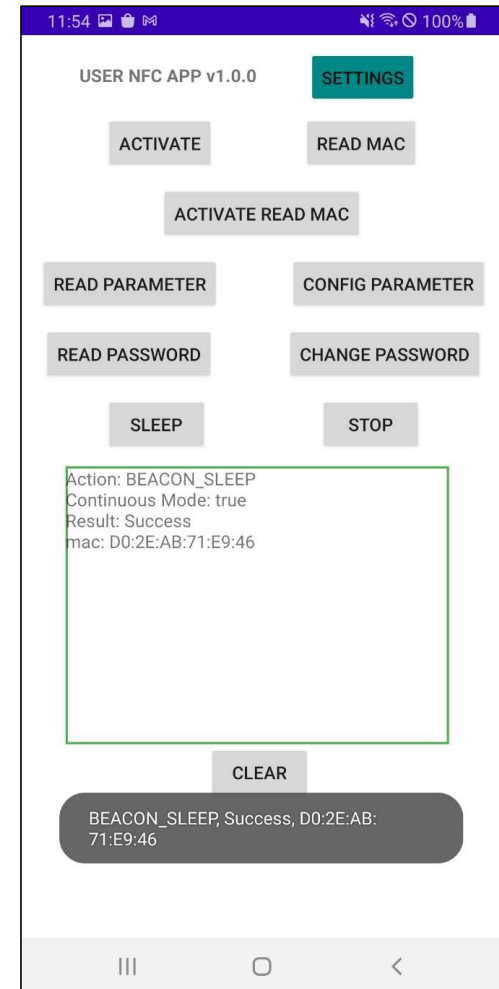 11:54 100%
USER NFC APP v1.0.0 SETTINGS
ACTIVATE READ MAC
ACTIVATE READ MAC
READ PARAMETER CONFIG PARAMETER
READ PASSWORD CHANGE PASSWORD
SLEEP STOP
Action: BEACON_SLEEP
Continuous Mode: true
Result: Success
mac: D0:2E:AB:71:E9:46
CLEAR
BEACON_SLEEP, Success, D0:2E:AB:
71:E9:46